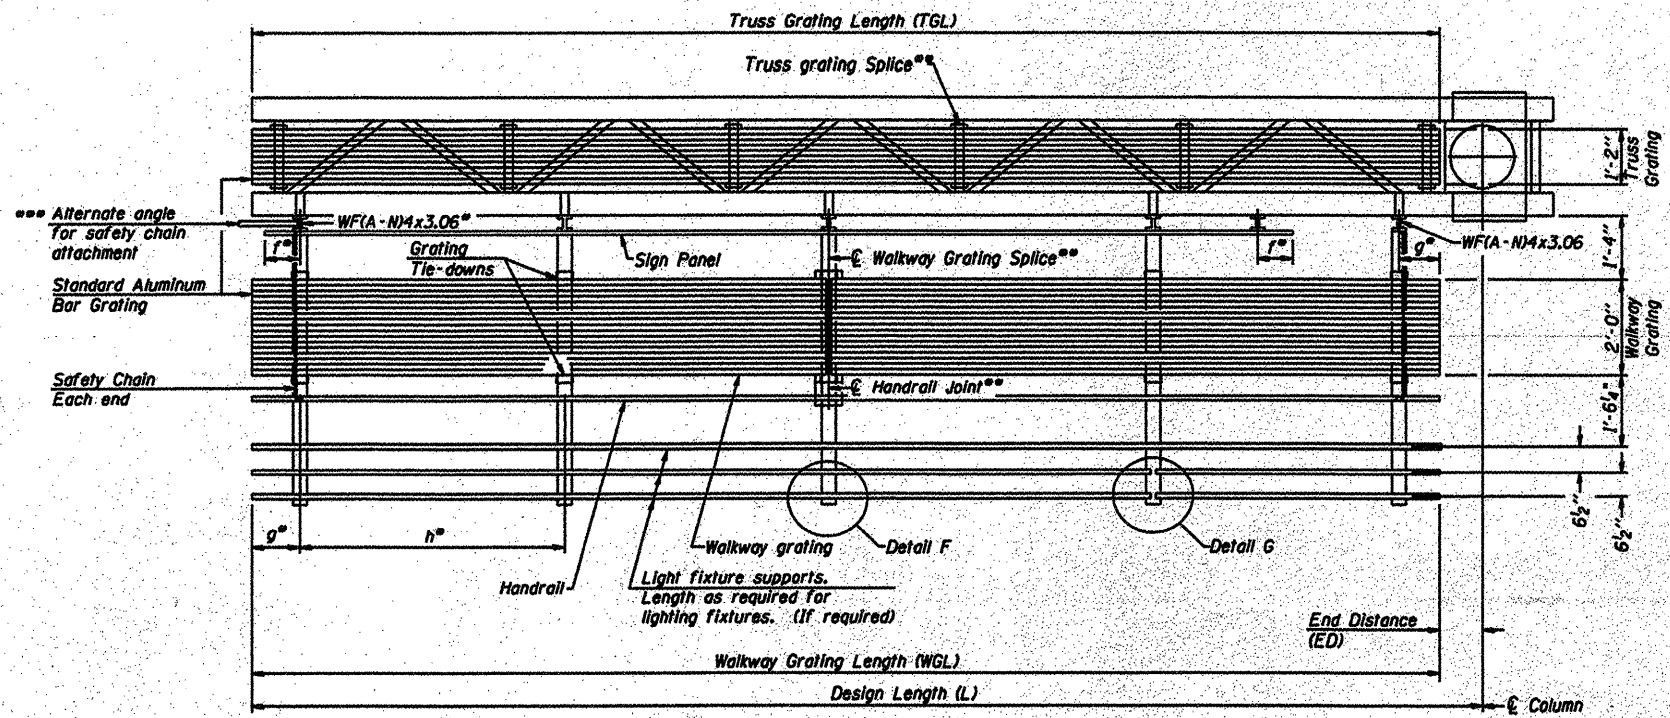 Truss Grating Length (TGL)
Truss grating Splice**
1'-2"
Truss
Grating
*** Alternate angle
for safety chain
attachment
WF(A-N)4x3.06*
f*
Grating
Tie-downs
Sign Panel
℄ Walkway Grating Splice**
f*
g*
WF(A-N)4x3.06
1'-4"
Standard Aluminum
Bar Grating
2'-0"
Walkway
Grating
Safety Chain
Each end
℄ Handrail Joint**
1'-6¼"
6½"
6½"
g*
h*
Walkway grating
Detail F
Detail G
Handrail
Light fixture supports.
Length as required for
lighting fixtures. (If required)
End Distance
(ED)
Walkway Grating Length (WGL)
Design Length (L)
℄ Column